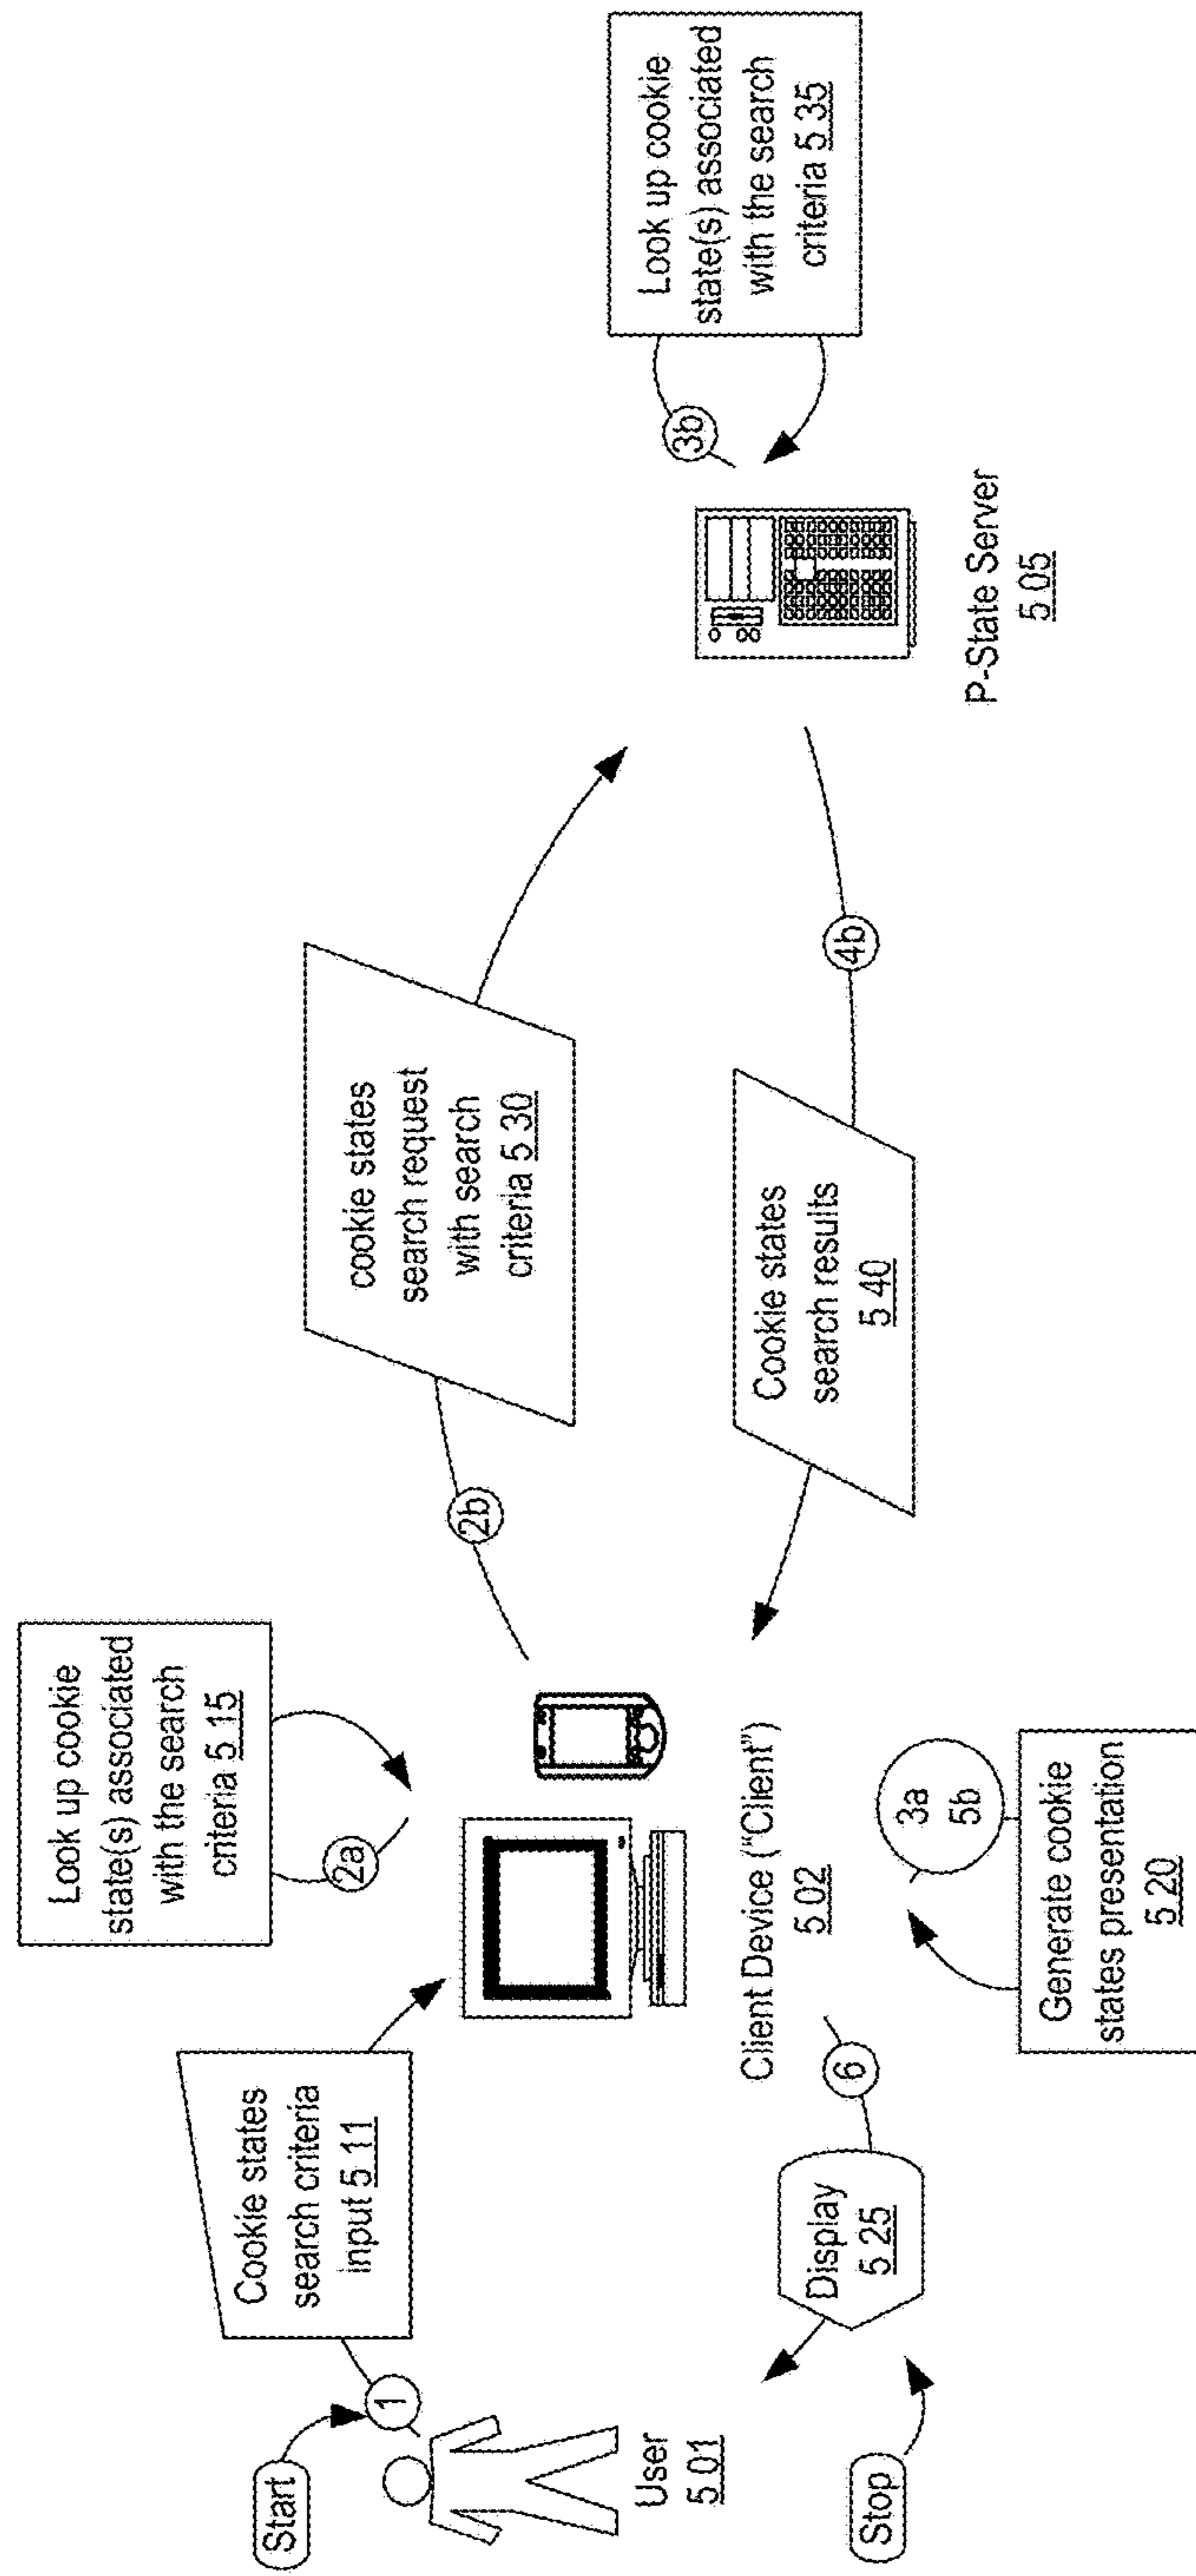 Start
1
Cookie states
search criteria
input 5 11
User
5 01
Look up cookie
state(s) associated
with the search
criteria 5 15
2a
Client Device ("Client")
5 02
2b
cookie states
search request
with search
criteria 5 30
P-State Server
5 05
3b
Look up cookie
state(s) associated
with the search
criteria 5 35
4b
Cookie states
search results
5 40
3a
5b
Generate cookie
states presentation
5 20
6
Display
5 25
Stop